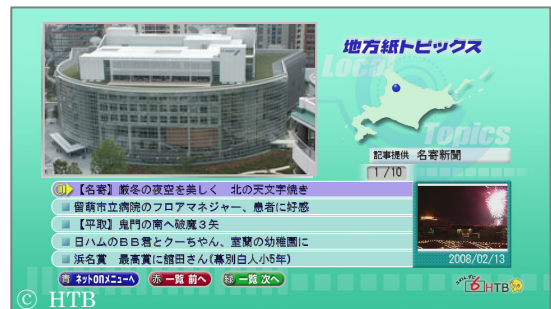 地方紙トピックス
Local
Topics
記事提供 名寄新聞
1/10
【名寄】厳冬の夜空を美しく 北の天文字焼き
留萌市立病院のフロアマネジャー、患者に好感
【平取】鬼門の南へ破魔3矢
日ハムのBB君とクーちゃん、室蘭の幼稚園に
浜名賞 最高賞に舘田さん(幕別白人小5年)
2008/02/13
青 ネットonメニューへ 赤 一覧 前へ 緑 一覧 次へ
6 HTB
© HTB